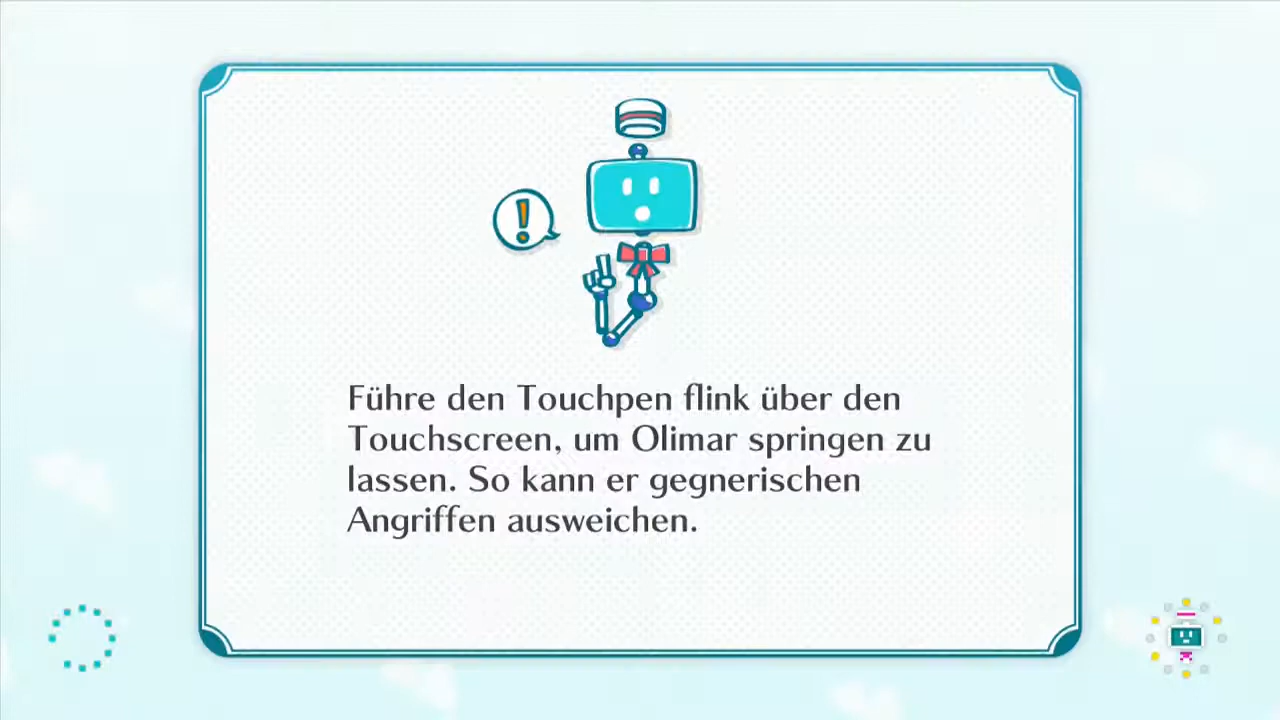 !
Führe den Touchpen flink über den
Touchscreen, um Olimar springen zu
lassen. So kann er gegnerischen
Angriffen ausweichen.